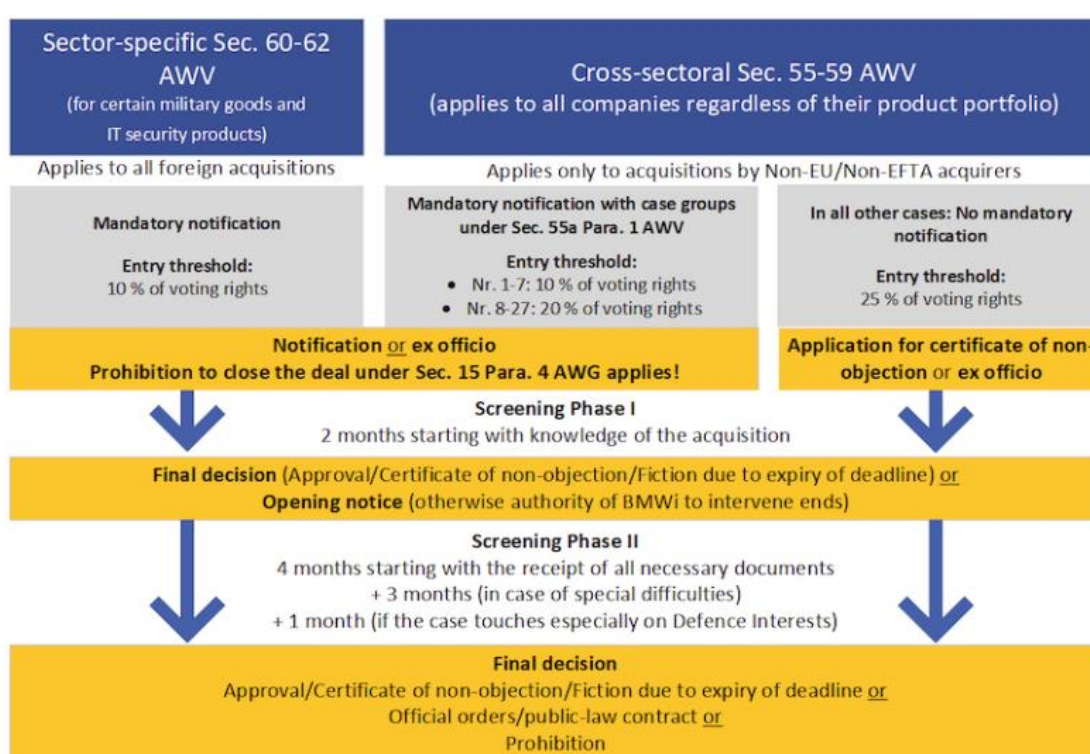 Sector-specific Sec. 60-62
AWV
(for certain military goods and
IT security products)
Cross-sectoral Sec. 55-59 AWV
(applies to all companies regardless of their product portfolio)
Applies to all foreign acquisitions
Applies only to acquisitions by Non-EU/Non-EFTA acquirers
Mandatory notification
Entry threshold:
10 % of voting rights
Mandatory notification with case groups
under Sec. 55a Para. 1 AWV
Entry threshold:
• Nr. 1-7: 10 % of voting rights
• Nr. 8-27: 20 % of voting rights
In all other cases: No mandatory
notification
Entry threshold:
25 % of voting rights
Notification or ex officio
Prohibition to close the deal under Sec. 15 Para. 4 AWG applies!
Application for certificate of non-
objection or ex officio
Screening Phase I
2 months starting with knowledge of the acquisition
Final decision (Approval/Certificate of non-objection/Fiction due to expiry of deadline) or
Opening notice (otherwise authority of BMWi to intervene ends)
Screening Phase II
4 months starting with the receipt of all necessary documents
+ 3 months (in case of special difficulties)
+ 1 month (if the case touches especially on Defence Interests)
Final decision
Approval/Certificate of non-objection/Fiction due to expiry of deadline or
Official orders/public-law contract or
Prohibition